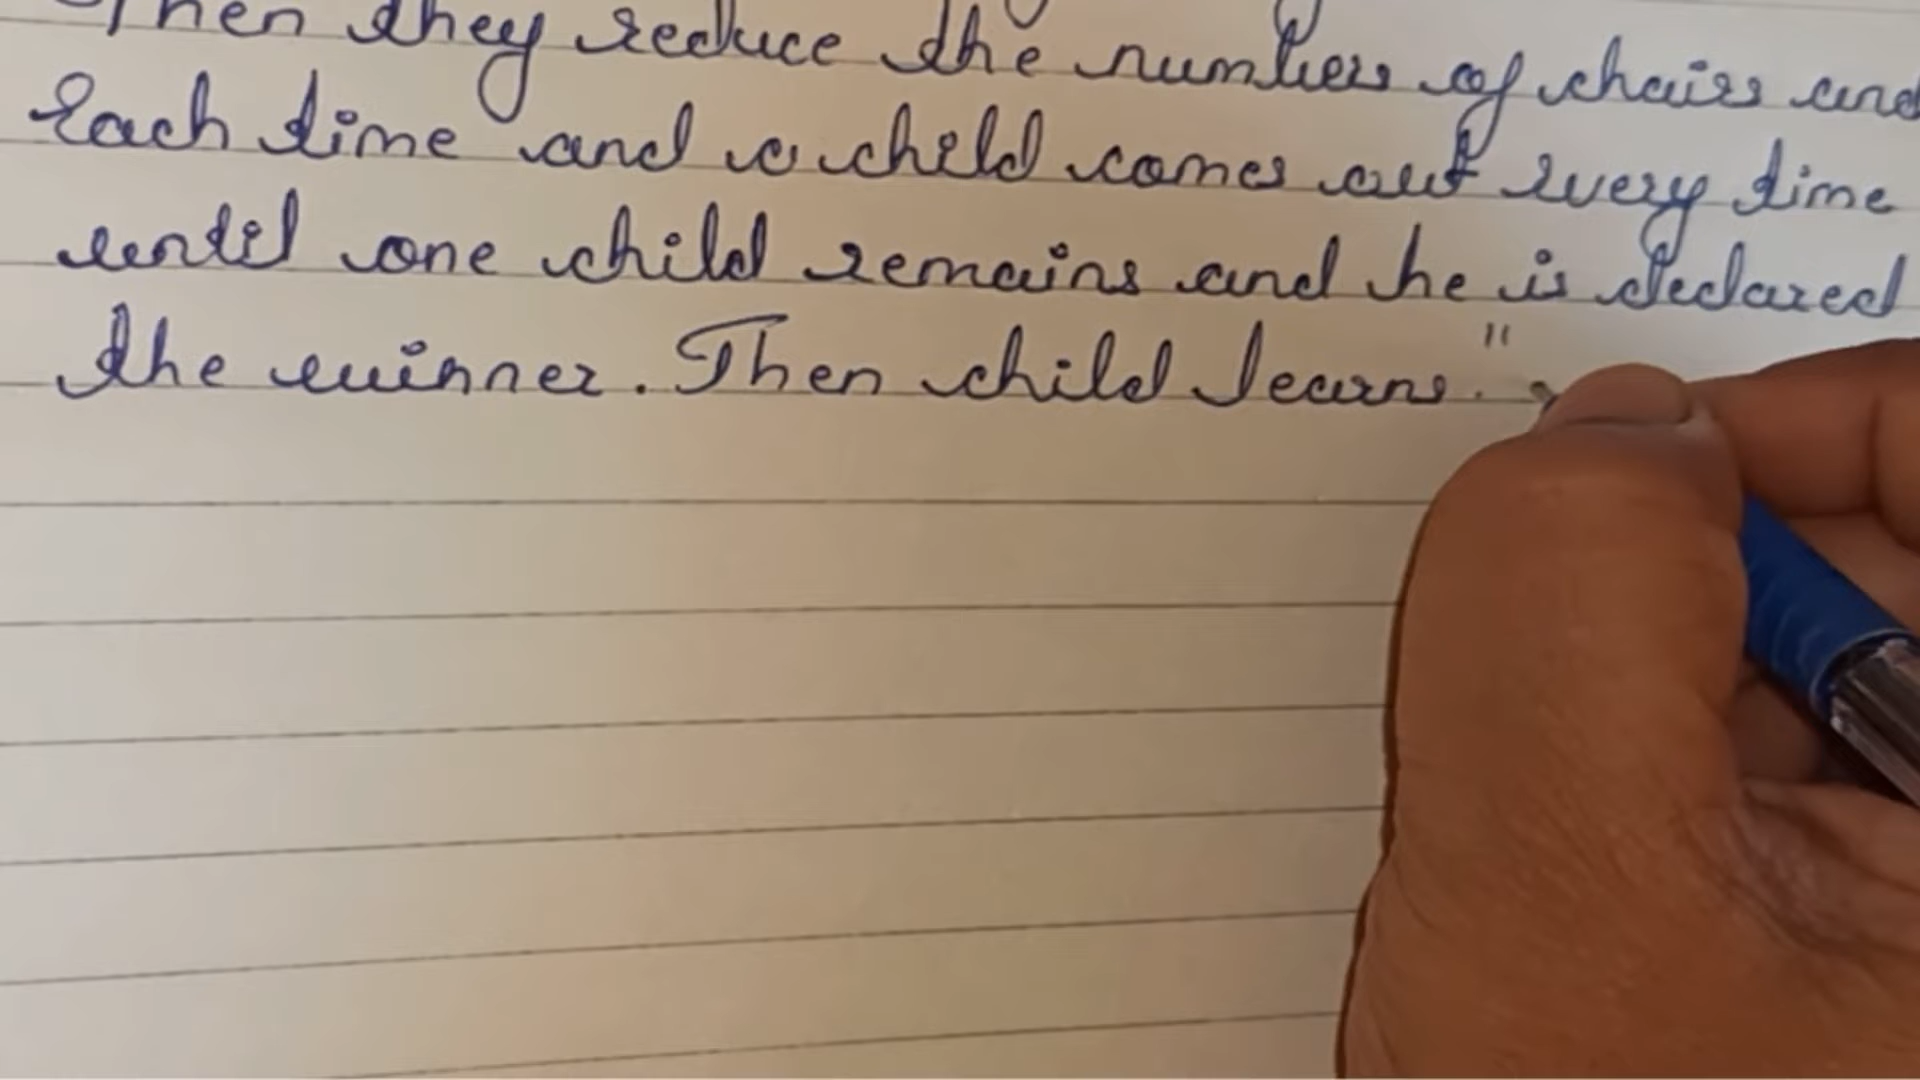 Then they reduce the numbers of chairs and
Each time and a child comes out every time
until one child remains and he is declared
the winner. Then child learns. "